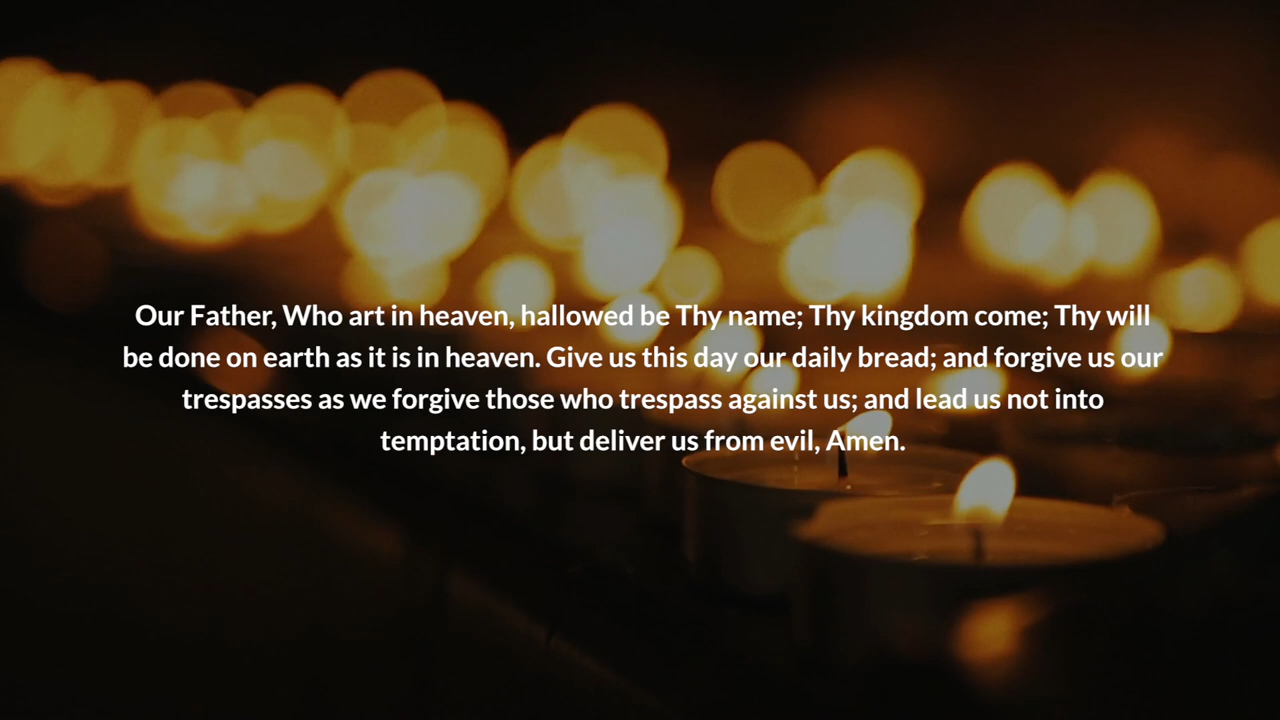 Our Father, Who art in heaven, hallowed be Thy name; Thy kingdom come; Thy will
be done on earth as it is in heaven. Give us this day our daily bread; and forgive us our
trespasses as we forgive those who trespass against us; and lead us not into
temptation, but deliver us from evil, Amen.